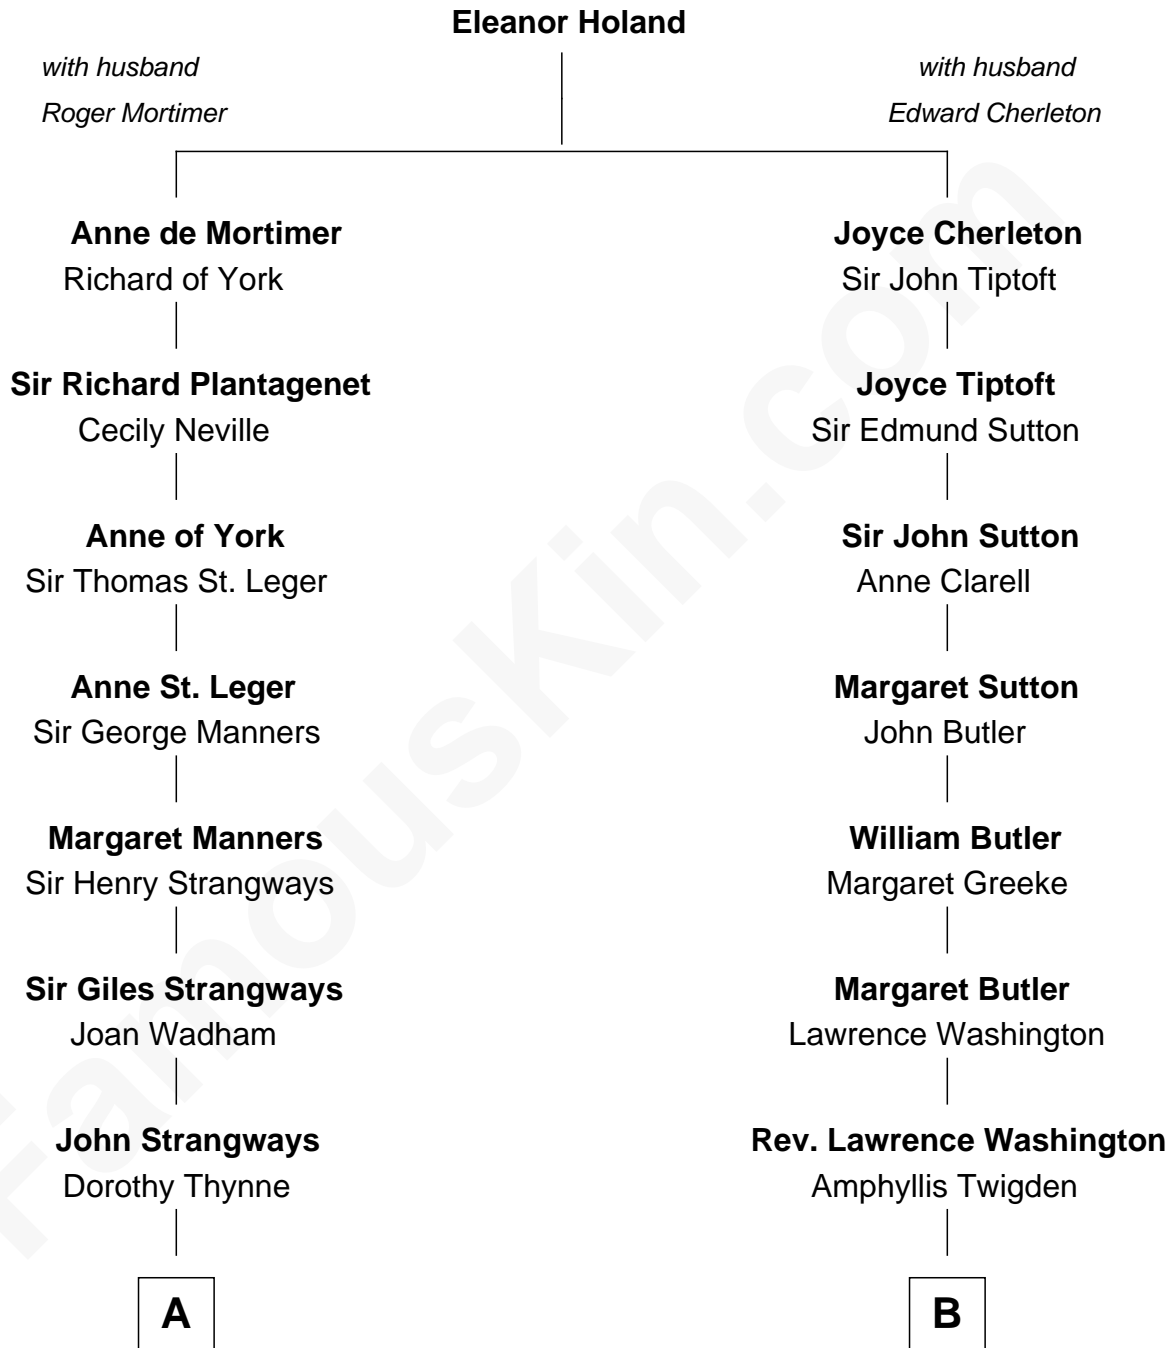 Eleanor Holand
with husband
Roger Mortimer
with husband
Edward Cherleton
Anne de Mortimer
Richard of York
Joyce Cherleton
Sir John Tiptoft
Sir Richard Plantagenet
Cecily Neville
Joyce Tiptoft
Sir Edmund Sutton
Anne of York
Sir Thomas St. Leger
Sir John Sutton
Anne Clarell
Anne St. Leger
Sir George Manners
Margaret Sutton
John Butler
Margaret Manners
Sir Henry Strangways
William Butler
Margaret Greeke
Sir Giles Strangways
Joan Wadham
Margaret Butler
Lawrence Washington
John Strangways
Dorothy Thynne
Rev. Lawrence Washington
Amphyllis Twigden
A
B
FamousKin.com